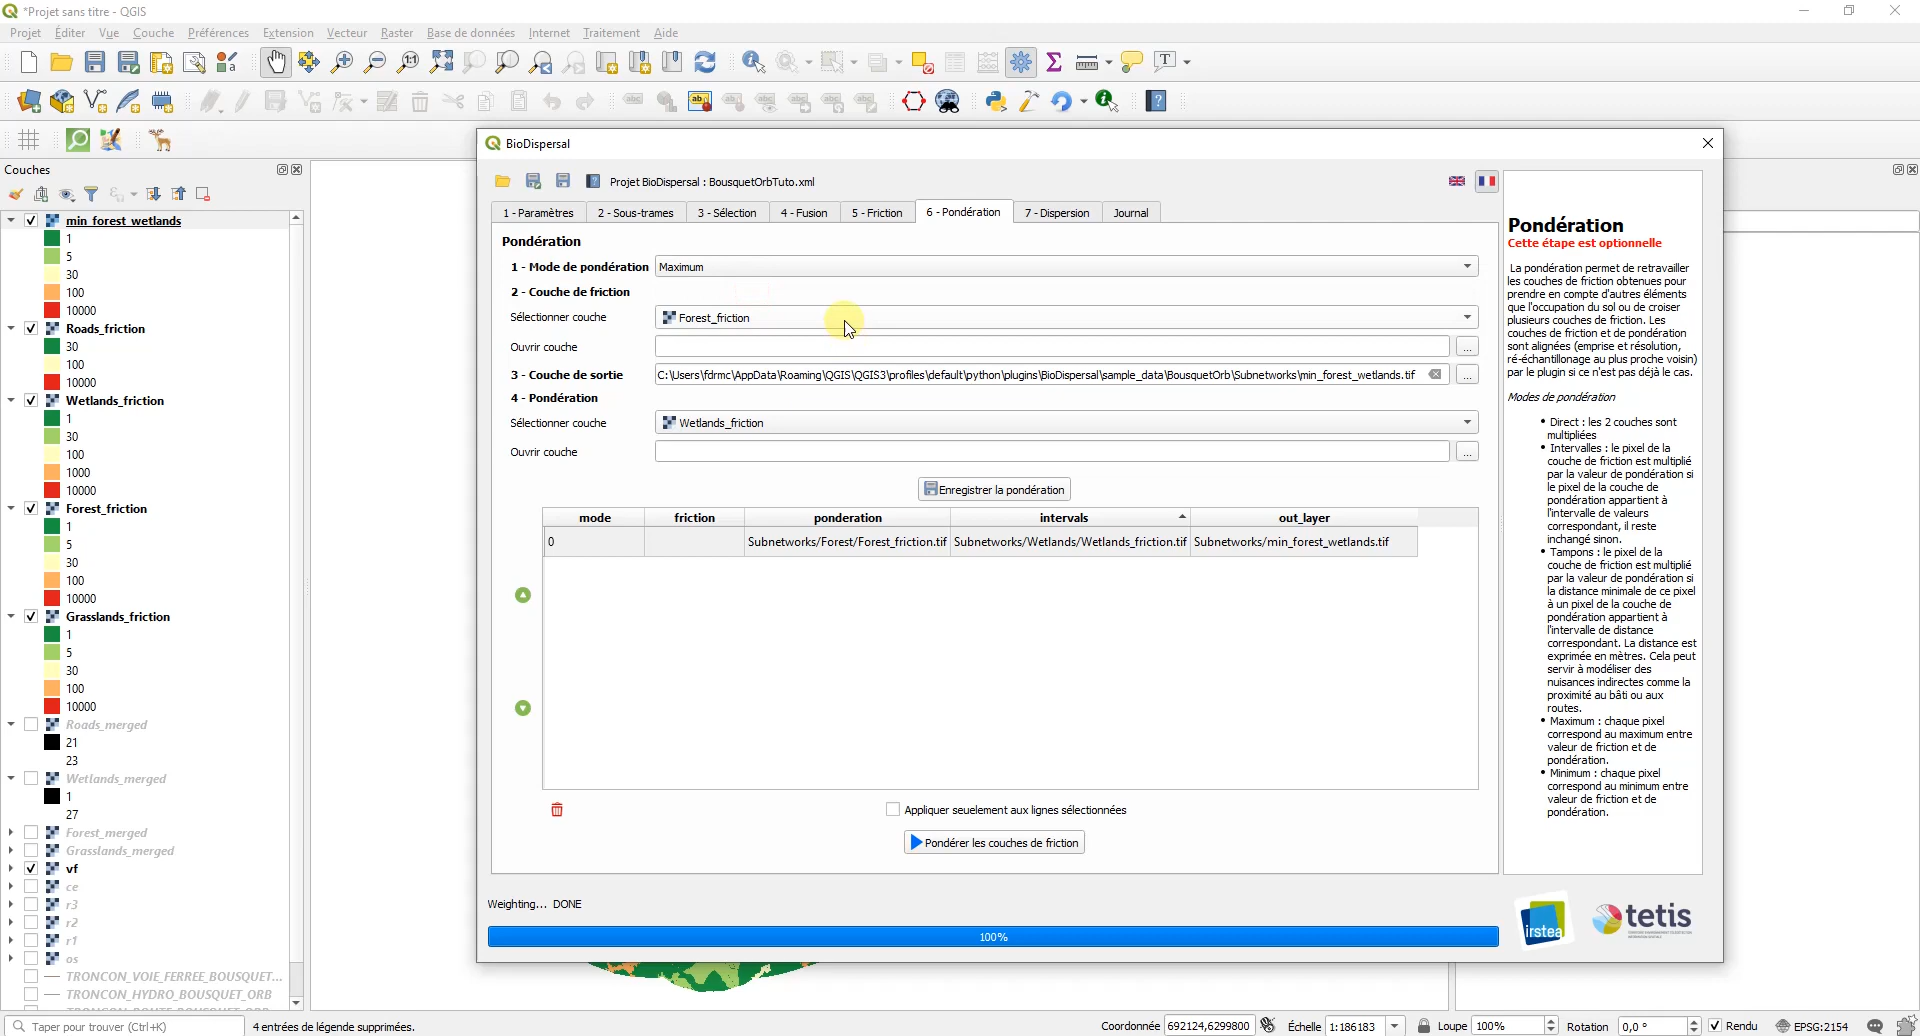 *Projet sans titre - QGIS
Projet Éditer Vue Couche Préférences Extension Vecteur Raster Base de données Internet Traitement Aide
Couches
min_forest_wetlands
1
5
30
100
10000
Roads_friction
30
100
10000
Wetlands_friction
1
30
100
1000
10000
Forest_friction
1
5
30
100
10000
Grasslands_friction
1
5
30
100
10000
Roads_merged
21
23
Wetlands_merged
1
27
Forest_merged
Grasslands_merged
vf
ce
r3
r2
r1
os
TRONCON_VOIE_FERREE_BOUSQUET...
TRONCON_HYDRO_BOUSQUET_ORB
BioDispersal
Projet BioDispersal : BousquetOrbTuto.xml
1 - Paramètres 2 - Sous-trames 3 - Sélection 4 - Fusion 5 - Friction 6 - Pondération 7 - Dispersion Journal
Pondération
1 - Mode de pondération Maximum
2 - Couche de friction
Sélectionner couche Forest_friction
Ouvrir couche ...
3 - Couche de sortie C:\Users\fdrmc\AppData\Roaming\QGIS\QGIS3\profiles\default\python\plugins\BioDispersal\sample_data\BousquetOrb\Subnetworks\min_forest_wetlands.tif ...
4 - Pondération
Sélectionner couche Wetlands_friction
Ouvrir couche ...
Enregistrer la pondération
mode friction ponderation intervals out_layer
0 Subnetworks/Forest/Forest_friction.tif Subnetworks/Wetlands/Wetlands_friction.tif Subnetworks/min_forest_wetlands.tif
Appliquer seuelement aux lignes sélectionnées
Pondérer les couches de friction
Weighting... DONE
100%
Pondération
Cette étape est optionnelle
La pondération permet de retravailler
les couches de friction obtenues pour
prendre en compte d'autres éléments
que l'occupation du sol ou de croiser
plusieurs couches de friction. Les
couches de friction et de pondération
sont alignées (emprise et résolution,
ré-échantillonage au plus proche voisin)
par le plugin si ce n'est pas déjà le cas.
Modes de pondération
• Direct : les 2 couches sont
multipliées
• Intervalles : le pixel de la
couche de friction est multiplié
par la valeur de pondération si
le pixel de la couche de
pondération appartient à
l'intervalle de valeurs
correspondant, il reste
inchangé sinon.
• Tampons : le pixel de la
couche de friction est multiplié
par la valeur de pondération si
la distance minimale de ce pixel
à un pixel de la couche de
pondération appartient à
l'intervalle de distance
correspondant. La distance est
exprimée en mètres. Cela peut
servir à modéliser des
nuisances indirectes comme la
proximité au bâti ou aux
routes.
• Maximum : chaque pixel
correspond au maximum entre
valeur de friction et de
pondération.
• Minimum : chaque pixel
correspond au minimum entre
valeur de friction et de
pondération.
irstea
tetis
Taper pour trouver (Ctrl+K) 4 entrées de légende supprimées. Coordonnée 692124,6299800 Échelle 1:186183 Loupe 100% Rotation 0,0 ° Rendu EPSG:2154